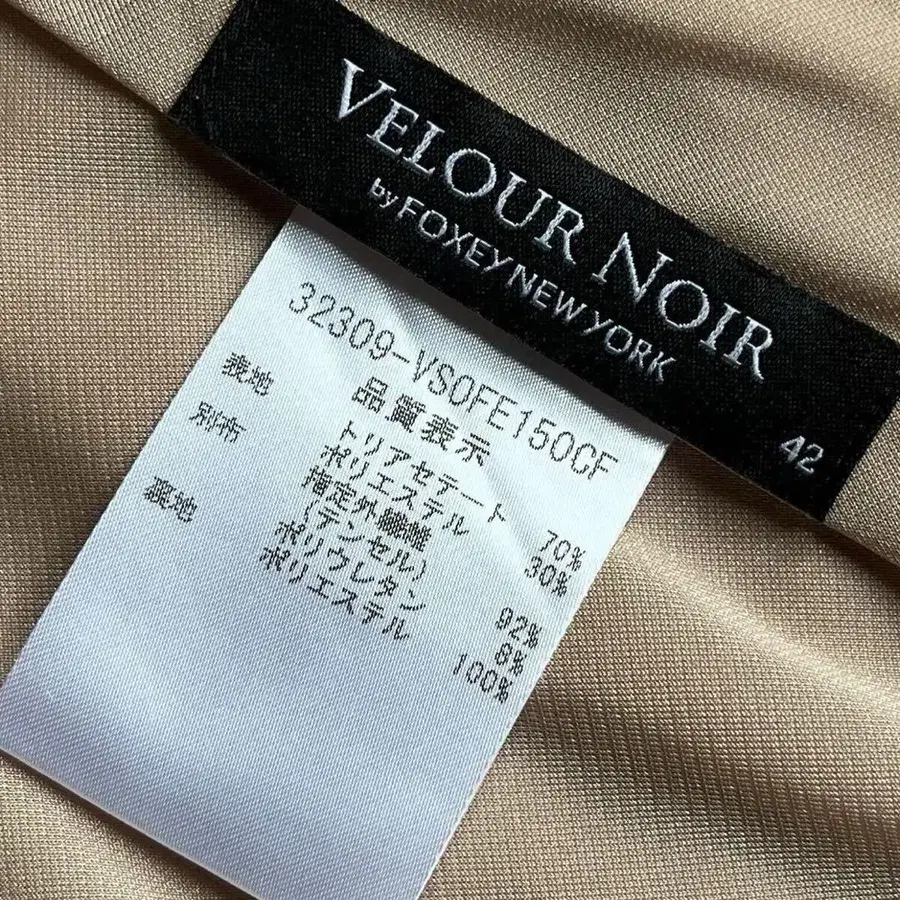 VELOUR NOIR
by FOXEY NEW YORK
42
32309-VSOFE150CF
品質表示
表地 トリアセテート 70%
ポリエステル 30%
別布 指定外繊維
(テンセル) 92%
ポリウレタン 8%
裏地 ポリエステル 100%